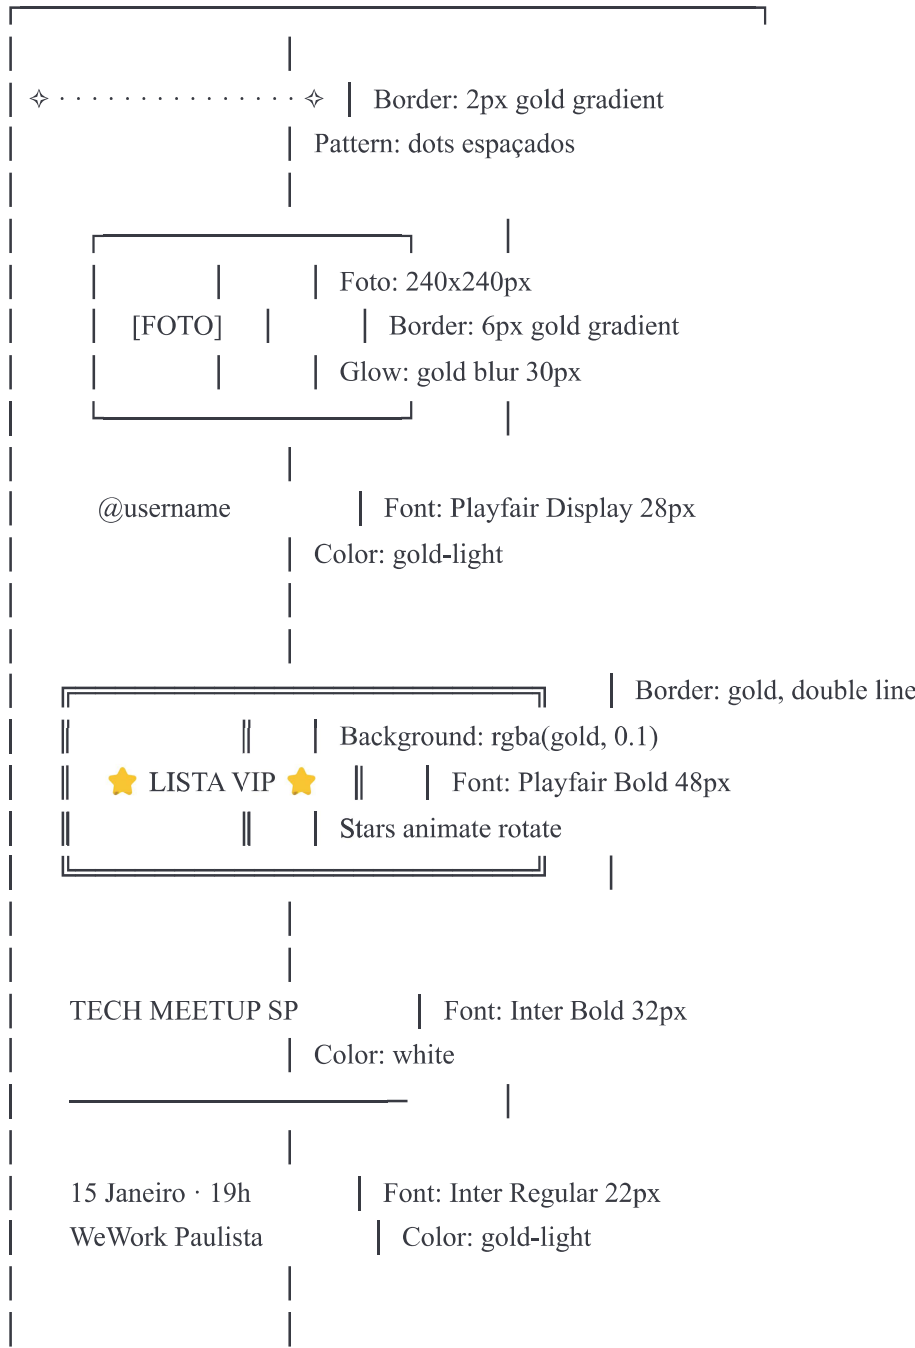 ✧ · · · · · · · · · · · · · · · ✧ Border: 2px gold gradient
Pattern: dots espaçados
Foto: 240x240px
[FOTO] Border: 6px gold gradient
Glow: gold blur 30px
@username Font: Playfair Display 28px
Color: gold-light
Border: gold, double line
Background: rgba(gold, 0.1)
⭐ LISTA VIP ⭐ Font: Playfair Bold 48px
Stars animate rotate
TECH MEETUP SP Font: Inter Bold 32px
Color: white
15 Janeiro · 19h Font: Inter Regular 22px
WeWork Paulista Color: gold-light